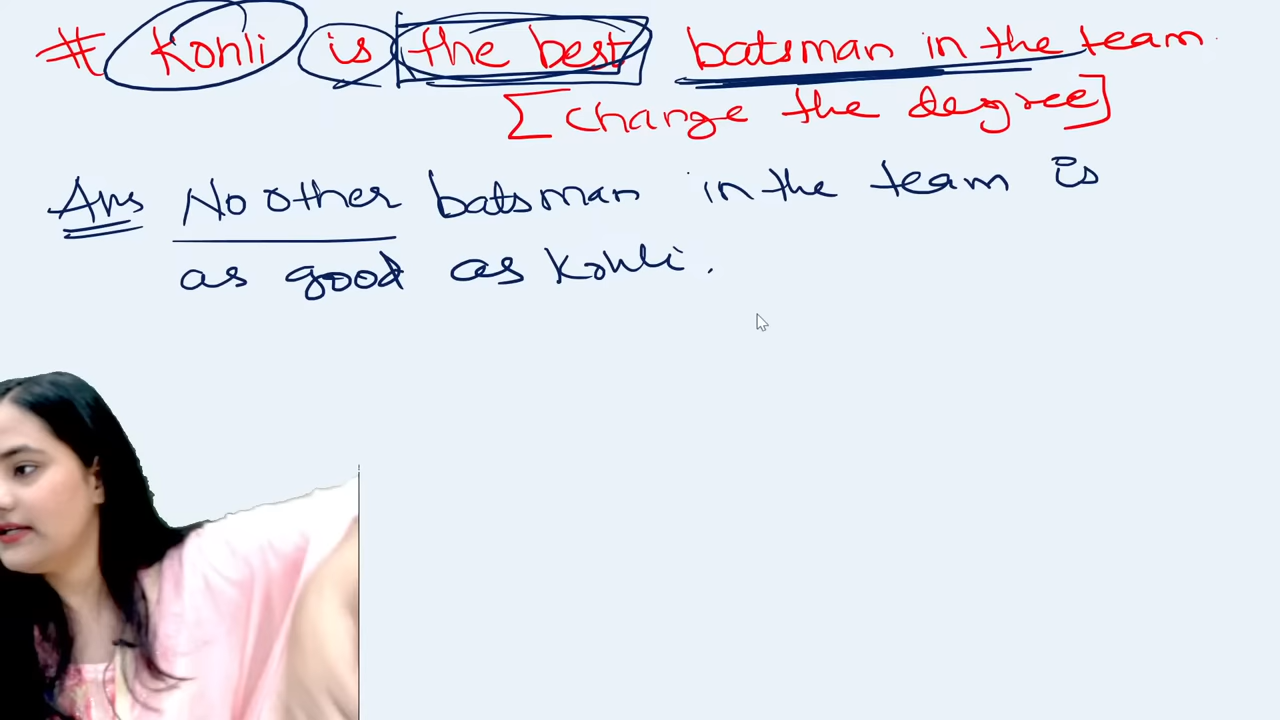 # Kohli is the best batsman in the team
[Change the degree]
Ans No other batsman in the team is
as good as Kohli.